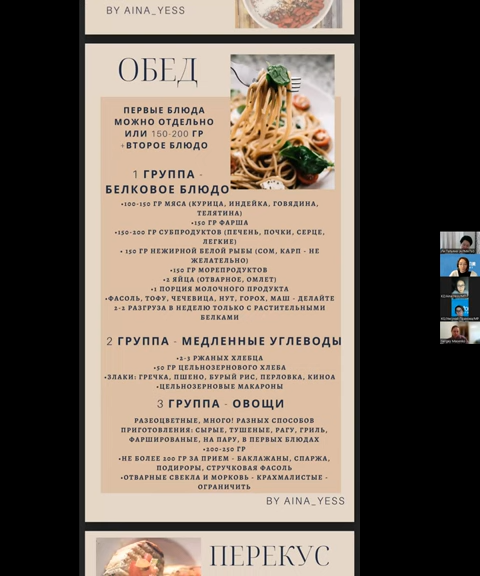 BY AINA_YESS
ОБЕД
ПЕРВЫЕ БЛЮДА
МОЖНО ОТДЕЛЬНО
ИЛИ 150-200 ГР
+ВТОРОЕ БЛЮДО
1 ГРУППА -
БЕЛКОВОЕ БЛЮДО
•100-150 ГР МЯСА (КУРИЦА, ИНДЕЙКА, ГОВЯДИНА,
ТЕЛЯТИНА)
•150 ГР ФАРША
•150-200 ГР СУБПРОДУКТОВ (ПЕЧЕНЬ, ПОЧКИ, СЕРЦЕ,
ЛЕГКИЕ)
• 150 ГР НЕЖИРНОЙ БЕЛОЙ РЫБЫ (СОМ, КАРП - НЕ
ЖЕЛАТЕЛЬНО)
•150 ГР МОРЕПРОДУКТОВ
•2 ЯЙЦА (ОТВАРНОЕ, ОМЛЕТ)
•1 ПОРЦИЯ МОЛОЧНОГО ПРОДУКТА
•ФАСОЛЬ, ТОФУ, ЧЕЧЕВИЦА, НУТ, ГОРОХ, МАШ - ДЕЛАЙТЕ
РАЗГРУЗА В НЕДЕЛЮ ТОЛЬКО С РАСТИТЕЛЬНЫМИ
БЕЛКАМИ
2 ГРУППА - МЕДЛЕННЫЕ УГЛЕВОДЫ
•2-3 РЖАНЫХ ХЛЕБЦА
•50 ГР ЦЕЛЬНОЗЕРНОВОГО ХЛЕБА
•ЗЛАКИ: ГРЕЧКА, ПШЕНО, БУРЫЙ РИС, ПЕРЛОВКА, КИНОА
•ЦЕЛЬНОЗЕРНОВЫЕ МАКАРОНЫ
3 ГРУППА - ОВОЩИ
РАЗНОЦВЕТНЫЕ, МНОГО! РАЗНЫХ СПОСОБОВ
ПРИГОТОВЛЕНИЯ: СЫРЫЕ, ТУШЕНЫЕ, РАГУ, ГРИЛЬ,
ФАРШИРОВАНЫЕ, НА ПАРУ, В ПЕРВЫХ БЛЮДАХ
•200-250 ГР
•НЕ БОЛЕЕ 200 ГР ЗА ПРИЕМ - БАКЛАЖАНЫ, СПАРЖА,
СТРУЧКОВАЯ ФАСОЛЬ
•ОТВАРНЫЕ СВЕКЛА И МОРКОВЬ - КРАХМАЛИСТЫЕ -
ОГРАНИЧИТЬ
BY AINA_YESS
ПЕРЕКУС